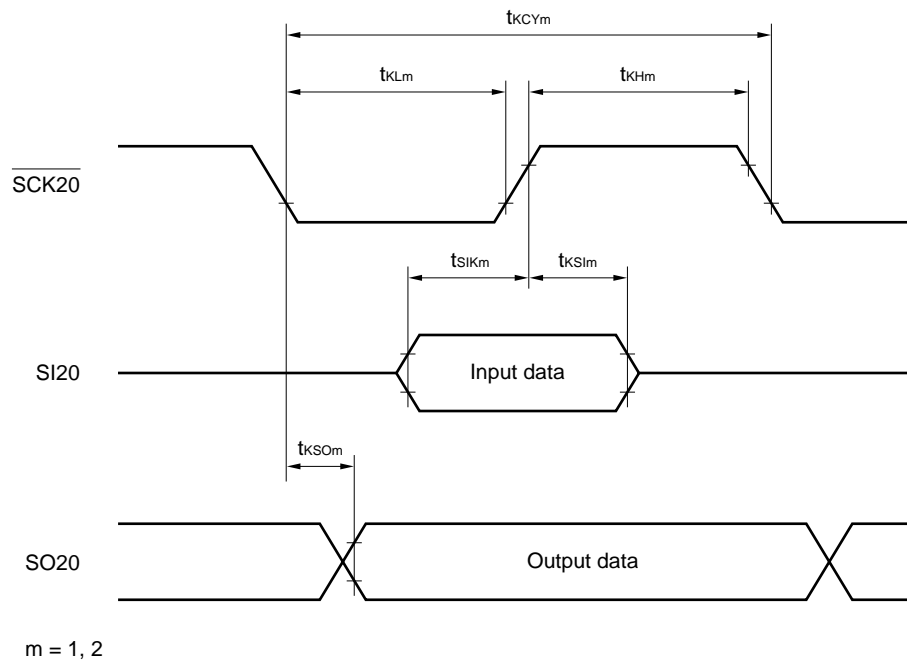 tKCYm
tKLm
tKHm
SCK20
tSIKm
tKSIm
SI20
Input data
tKSOm
SO20
Output data
m = 1, 2